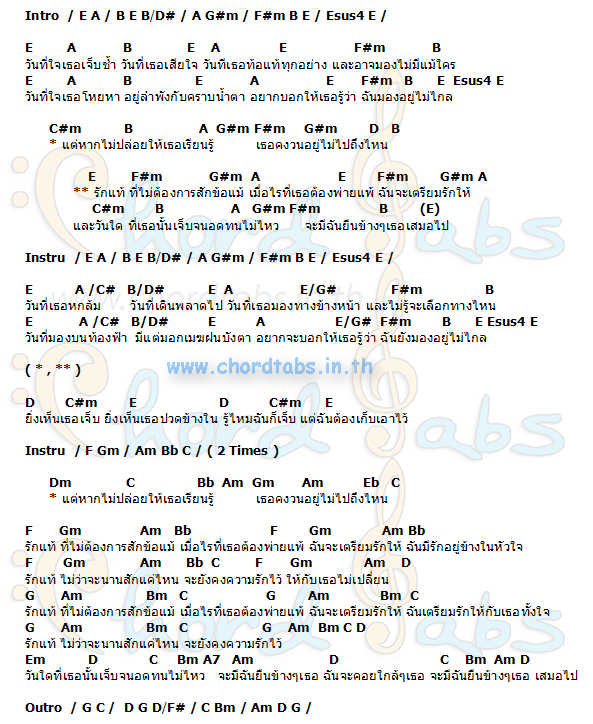 Intro / E A / B E B/D# / A G#m / F#m B E / Esus4 E /
E A B E A E F#m B
วันที่ใจเธอเจ็บช้ำ วันที่เธอเสียใจ วันที่เธอท้อแท้ทุกอย่าง และอาจมองไม่มีแม้ใคร
E A B E A E F#m B E Esus4 E
วันที่ใจเธอโหยหา อยู่ลำพังกับคราบน้ำตา อยากบอกให้เธอรู้ว่า ฉันมองอยู่ไม่ไกล
C#m B A G#m F#m G#m D B
* แต่หากไม่ปล่อยให้เธอเรียนรู้ เธอคงวนอยู่ไม่ไปถึงไหน
E F#m G#m A E F#m G#m A
** รักแท้ ที่ไม่ต้องการสักข้อแม้ เมื่อไรที่เธอต้องพ่ายแพ้ ฉันจะเตรียมรักให้
C#m B A G#m F#m B (E)
และวันใด ที่เธอนั้นเจ็บจนอดทนไม่ไหว จะมีฉันยืนข้างๆเธอเสมอไป
Instru / E A / B E B/D# / A G#m / F#m B E / Esus4 E /
E A /C# B/D# E A E/G# F#m B
วันที่เธอหกล้ม วันที่เดินพลาดไป วันที่เธอมองทางข้างหน้า และไม่รู้จะเลือกทางไหน
E A /C# B/D# E A E/G# F#m B E Esus4 E
วันที่มองบนท้องฟ้า มีแต่มอกเมฆฝนบังตา อยากจะบอกให้เธอรู้ว่า ฉันยังมองอยู่ไม่ไกล
www.chordtabs.in.th
( * , ** )
D C#m E D C#m E
ยิ่งเห็นเธอเจ็บ ยิ่งเห็นเธอปวดข้างใน รู้ไหมฉันก็เจ็บ แต่ฉันต้องเก็บเอาไว้
Instru / F Gm / Am Bb C / ( 2 Times )
Dm C Bb Am Gm Am Eb C
* แต่หากไม่ปล่อยให้เธอเรียนรู้ เธอคงวนอยู่ไม่ไปถึงไหน
F Gm Am Bb F Gm Am Bb
รักแท้ ที่ไม่ต้องการสักข้อแม้ เมื่อไรที่เธอต้องพ่ายแพ้ ฉันจะเตรียมรักให้ ฉันมีรักอยู่ข้างในหัวใจ
F Gm Am Bb C F Gm Am D
รักแท้ ไม่ว่าจะนานสักแค่ไหน จะยังคงความรักไว้ ให้กับเธอไม่เปลี่ยน
G Am Bm C G Am Bm C
รักแท้ ที่ไม่ต้องการสักข้อแม้ เมื่อไรที่เธอต้องพ่ายแพ้ ฉันจะเตรียมรักให้ ฉันเตรียมรักให้กับเธอทั้งใจ
G Am Bm C G Am Bm C D
รักแท้ ไม่ว่าจะนานสักแค่ไหน จะยังคงความรักไว้
Em D C Bm A7 Am D C Bm Am D
วันใดที่เธอนั้นเจ็บจนอดทนไม่ไหว จะมีฉันยืนข้างๆเธอ ฉันจะคอยใกล้ๆเธอ จะมีฉันยืนข้างๆเธอ เสมอไป
Outro / G C / D G D/F# / C Bm / Am D G /